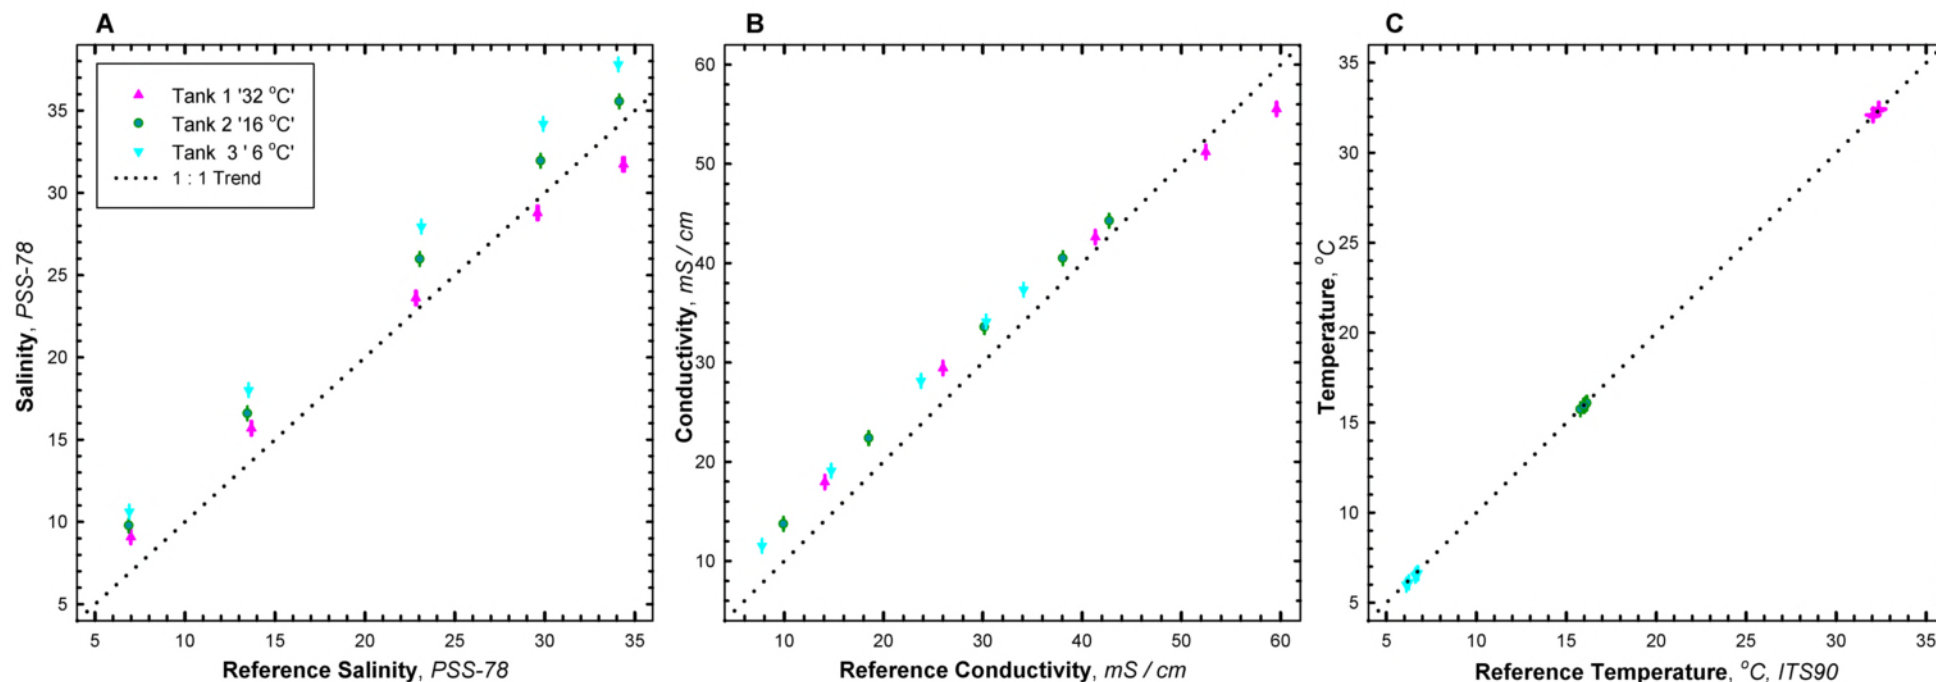 A
Tank 1 '32 °C'
Tank 2 '16 °C'
Tank 3 ' 6 °C'
1 : 1 Trend
35
30
25
20
15
10
5
Salinity, PSS-78
5 10 15 20 25 30 35
Reference Salinity, PSS-78
B
60
50
40
30
20
10
Conductivity, mS / cm
10 20 30 40 50 60
Reference Conductivity, mS / cm
C
35
30
25
20
15
10
5
Temperature, °C
5 10 15 20 25 30 35
Reference Temperature, °C, ITS90